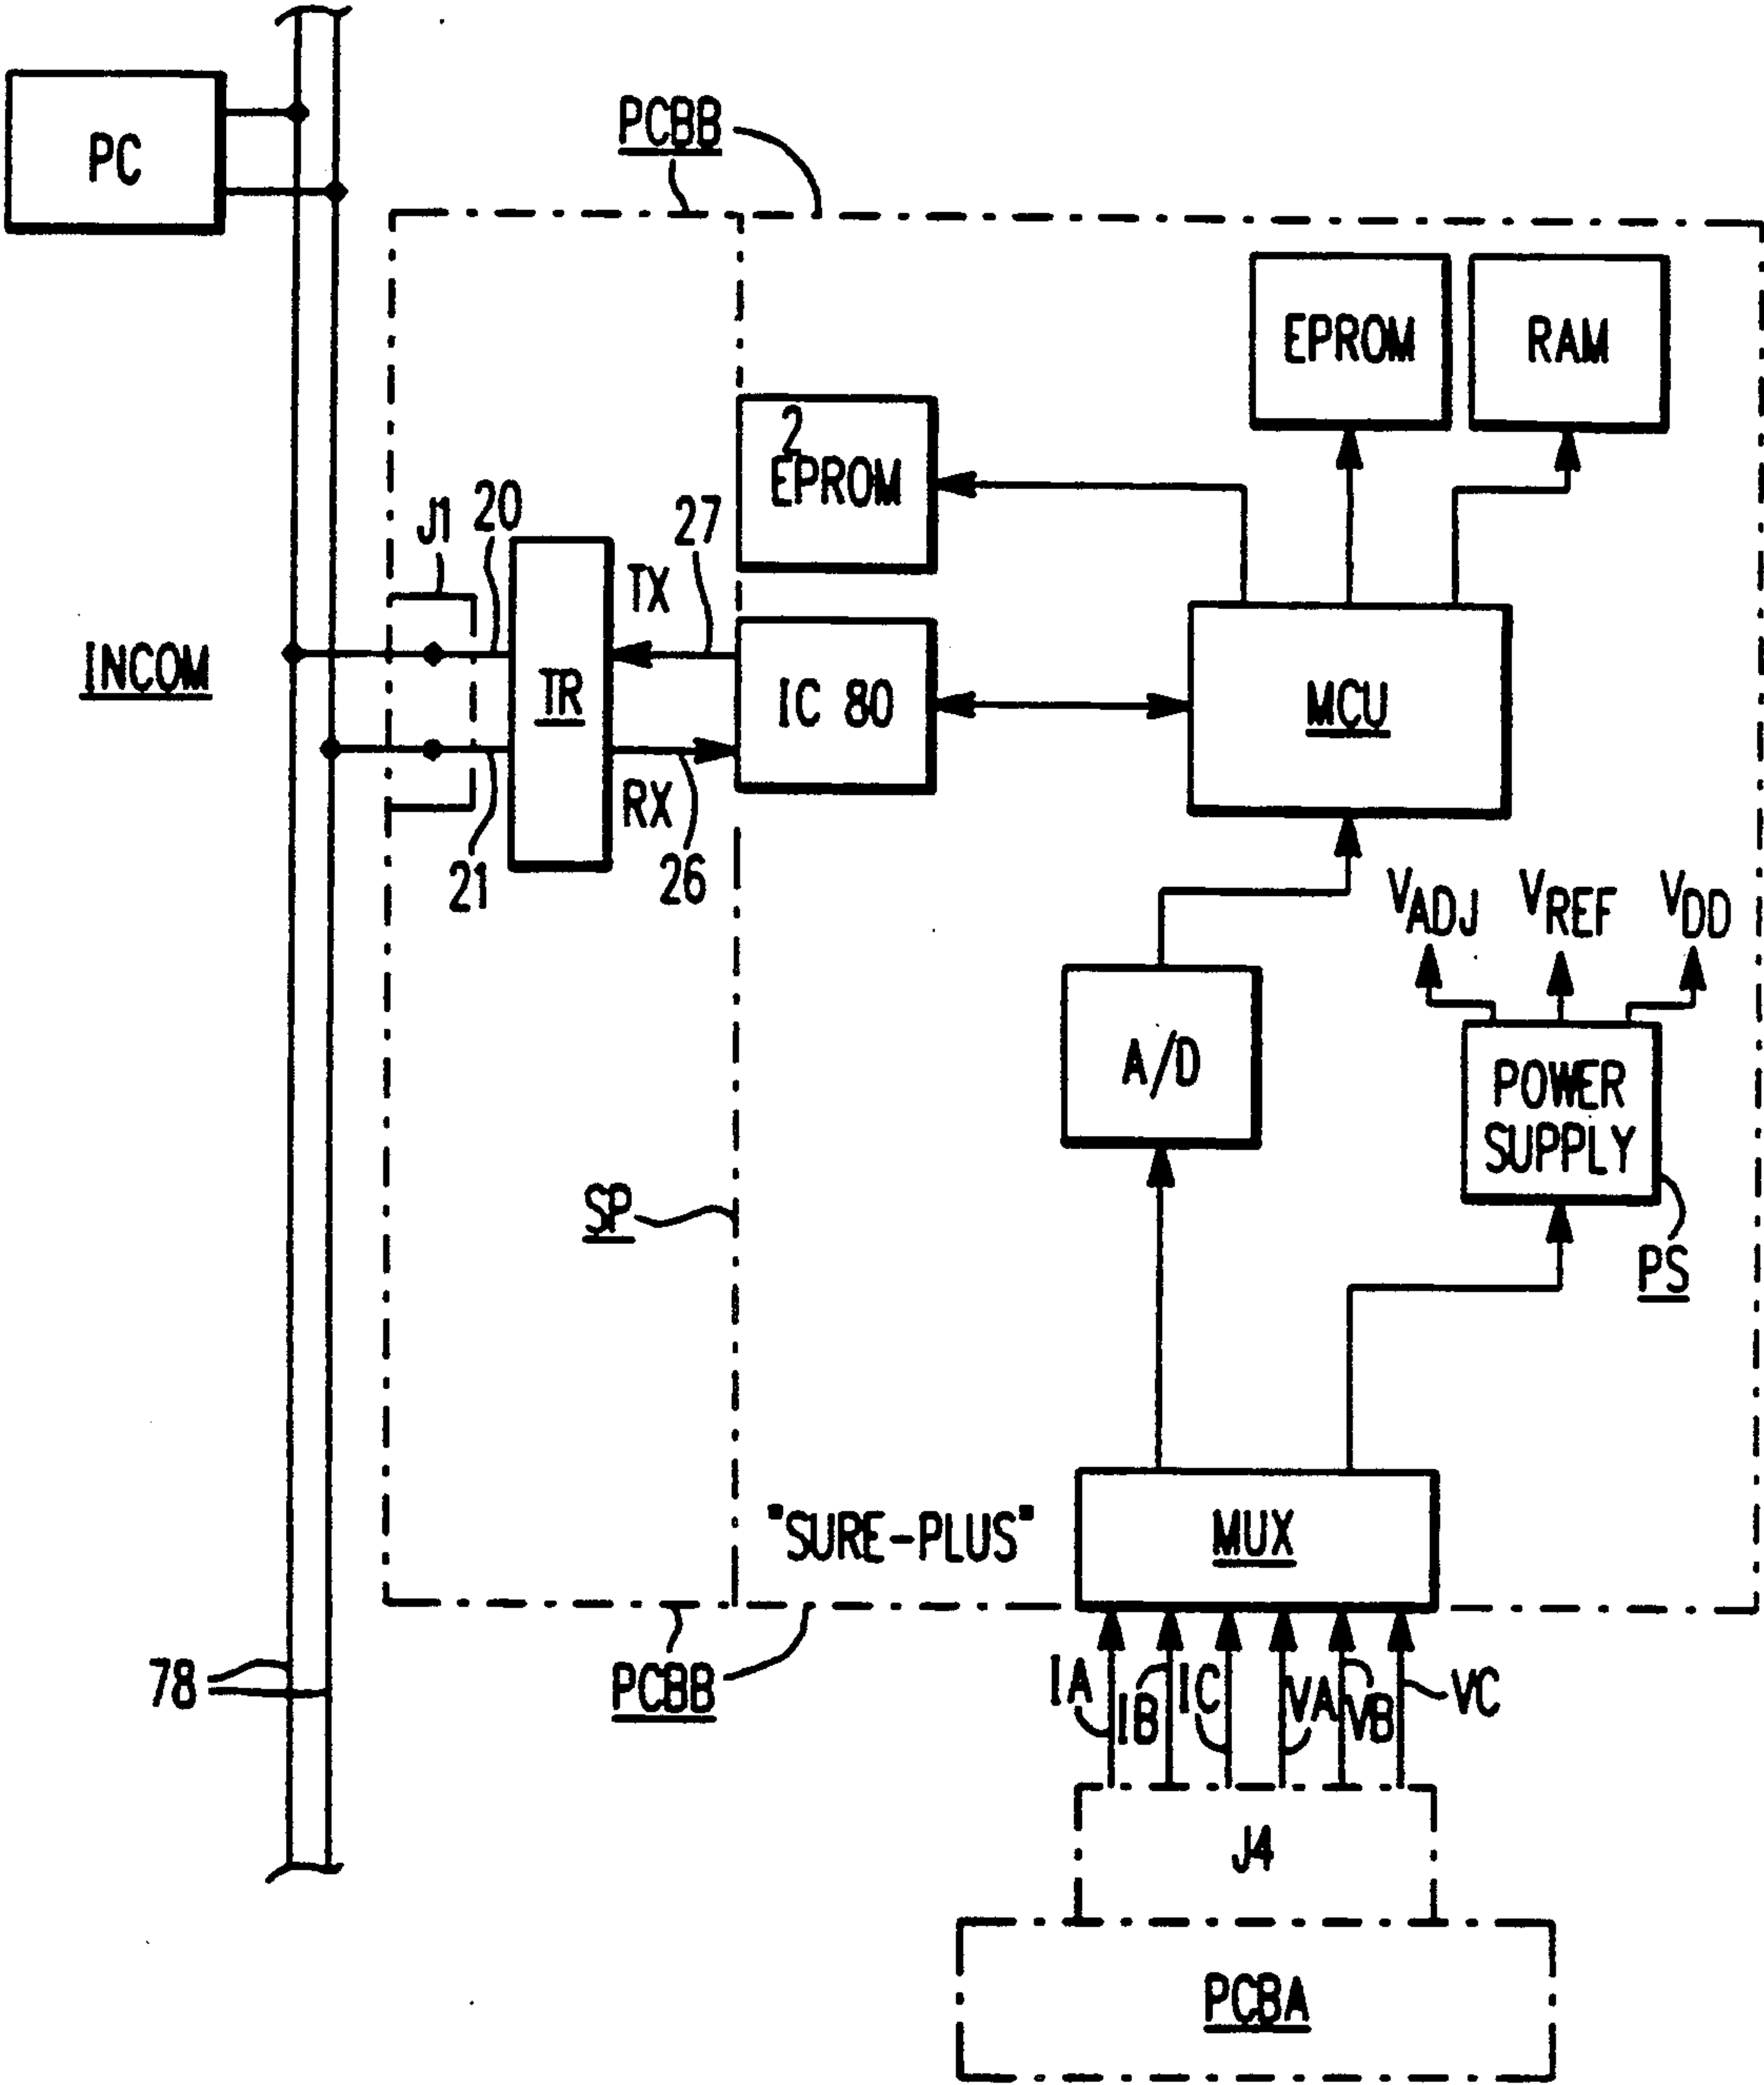 PC
PCBB
EPROM
RAM
2
EPROM
J1
20
27
TX
INCOM
TR
IC 80
MCU
RX
21
26
VADJ
VREF
VDD
A/D
POWER
SUPPLY
SP
PS
"SURE-PLUS"
MUX
78
PCBB
IA
IB
IC
VA
VB
VC
J4
PCBA